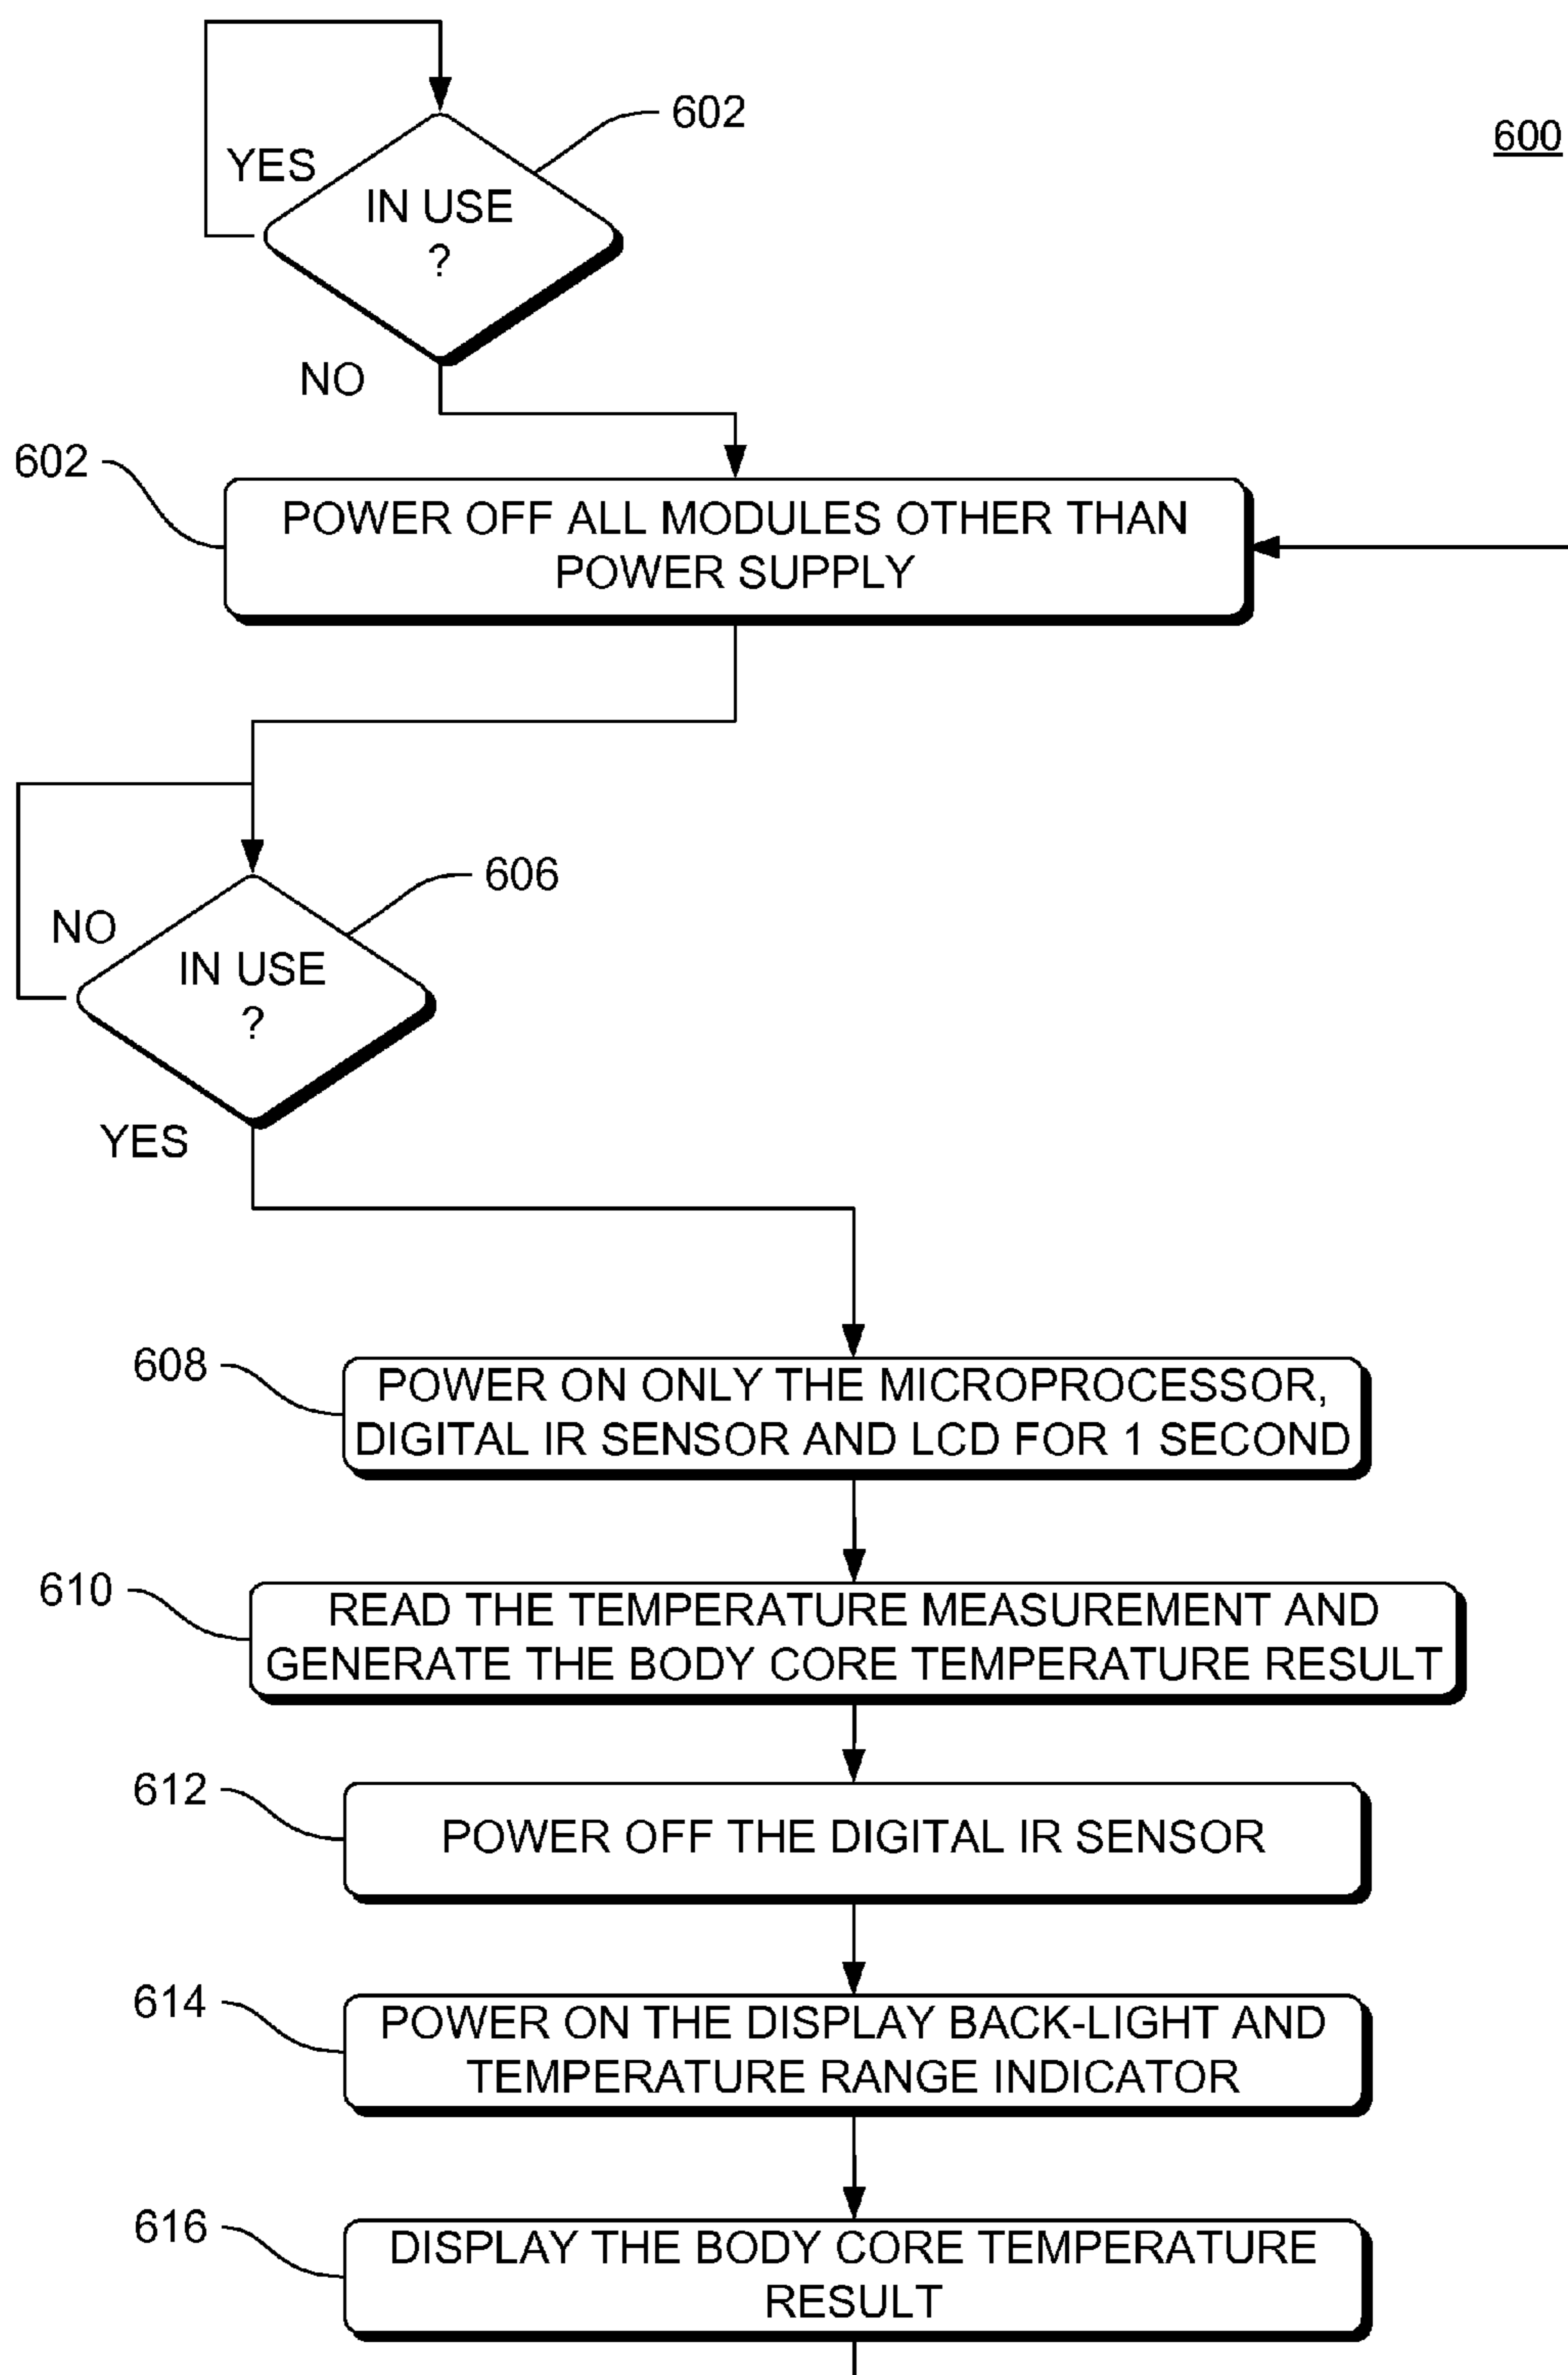 602
600
YES
IN USE
?
NO
602
POWER OFF ALL MODULES OTHER THAN
POWER SUPPLY
606
NO
IN USE
?
YES
608
POWER ON ONLY THE MICROPROCESSOR,
DIGITAL IR SENSOR AND LCD FOR 1 SECOND
610
READ THE TEMPERATURE MEASUREMENT AND
GENERATE THE BODY CORE TEMPERATURE RESULT
612
POWER OFF THE DIGITAL IR SENSOR
614
POWER ON THE DISPLAY BACK-LIGHT AND
TEMPERATURE RANGE INDICATOR
616
DISPLAY THE BODY CORE TEMPERATURE
RESULT